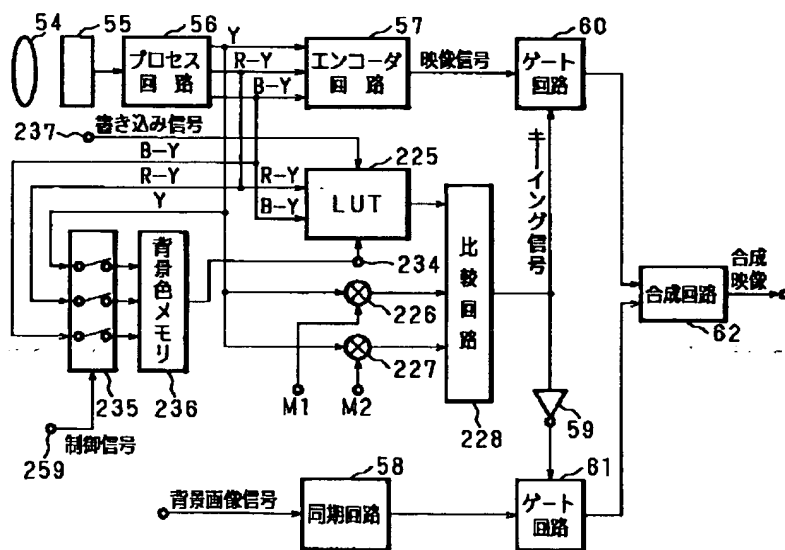 54
55
56
Y
57
60
プロセス
回路
R-Y
B-Y
エンコーダ
回路
映像信号
ゲート
回路
237
書き込み信号
B-Y
R-Y
Y
R-Y
B-Y
225
LUT
キーイング信号
背景色メモリ
234
比較回路
226
227
合成回路
合成
映像
62
235
236
M1
M2
228
59
259
制御信号
58
61
背景画像信号
同期回路
ゲート
回路